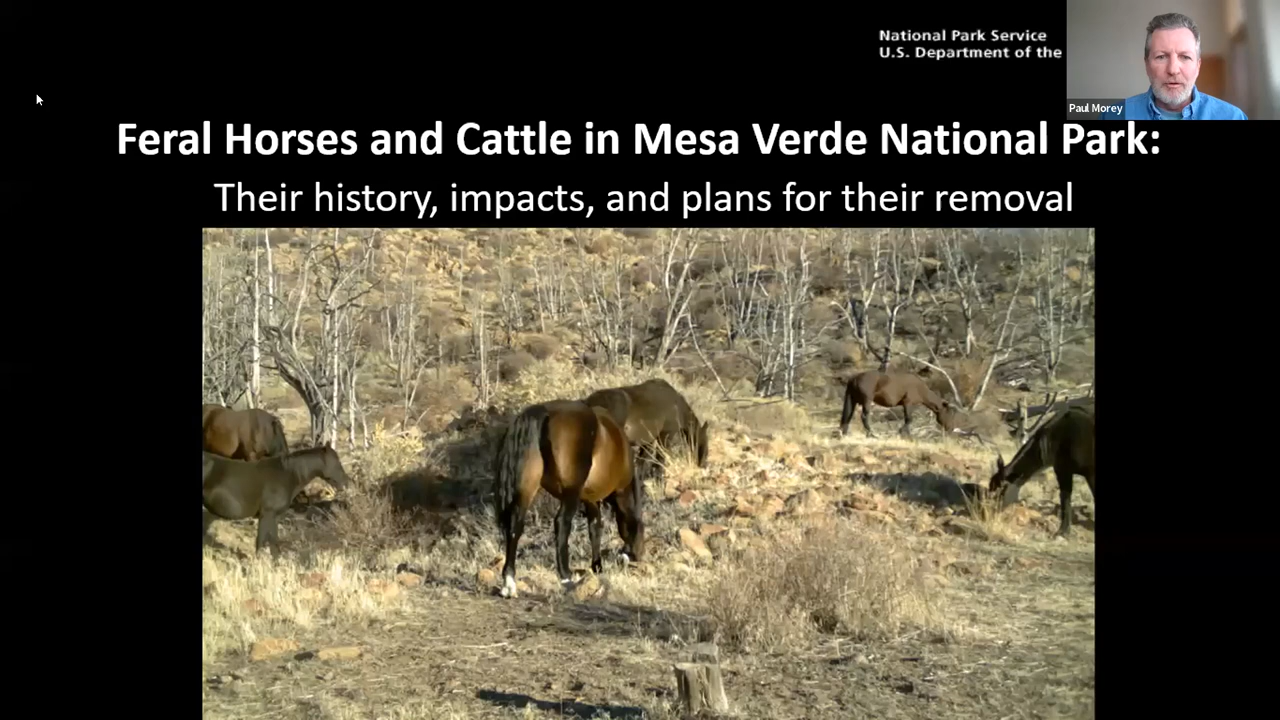 National Park Service
U.S. Department of the
Paul Morey
Feral Horses and Cattle in Mesa Verde National Park:
Their history, impacts, and plans for their removal